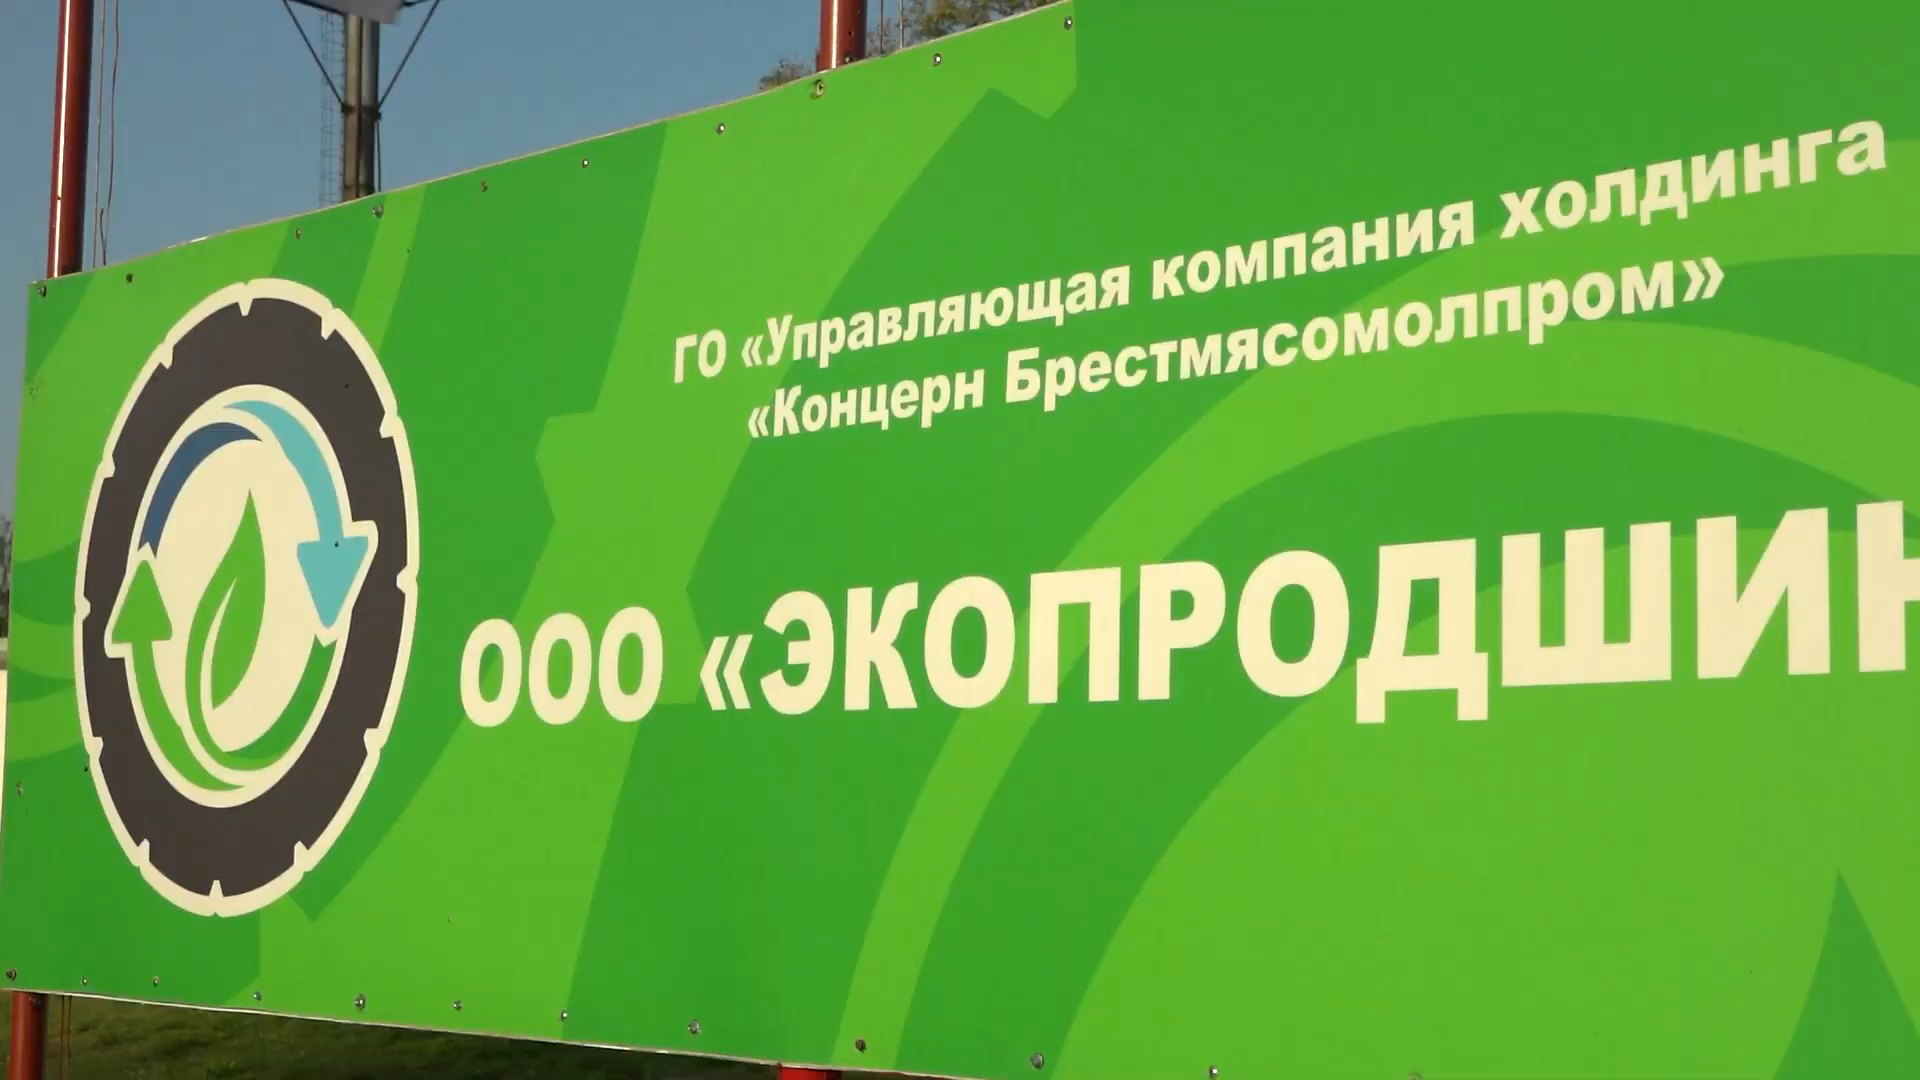 ГО «Управляющая компания холдинга
«Концерн Брестмясомолпром»
ООО «ЭКОПРОДШИН